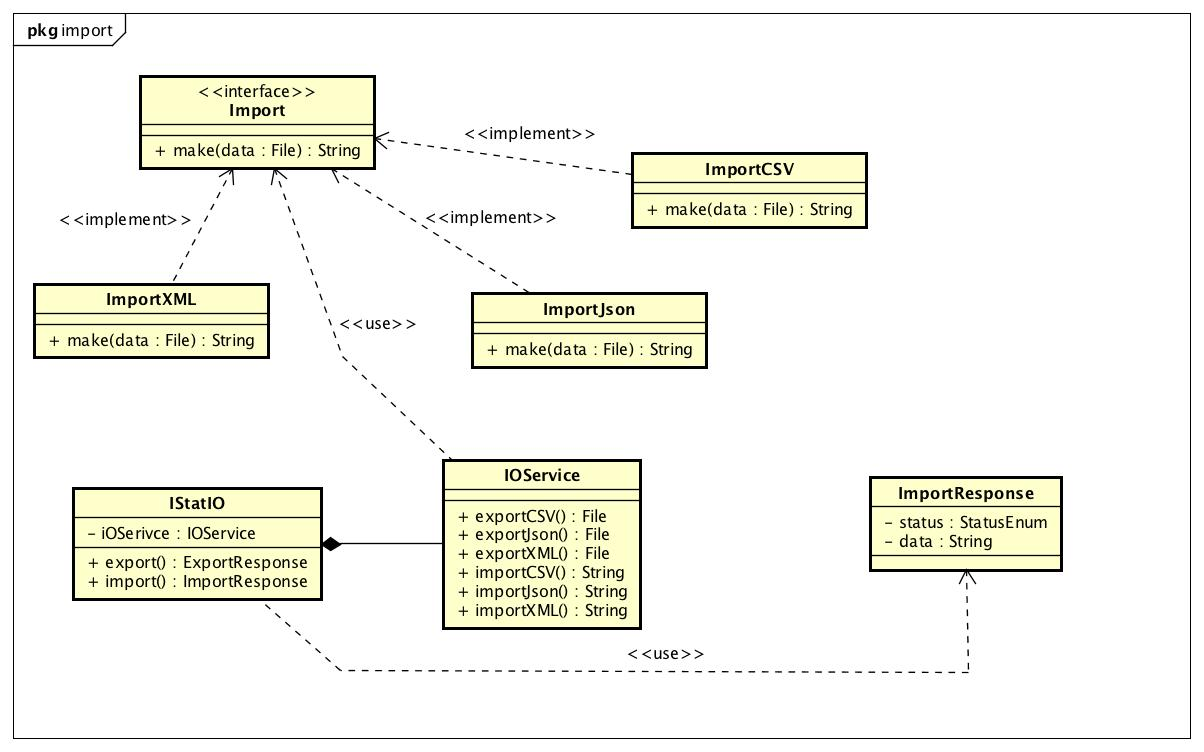 pkg import
<<interface>>
Import
+ make(data : File) : String
<<implement>>
ImportCSV
+ make(data : File) : String
<<implement>>
<<implement>>
ImportXML
+ make(data : File) : String
ImportJson
+ make(data : File) : String
<<use>>
IStatIO
- iOSerivce : IOService
+ export() : ExportResponse
+ import() : ImportResponse
IOService
+ exportCSV() : File
+ exportJson() : File
+ exportXML() : File
+ importCSV() : String
+ importJson() : String
+ importXML() : String
ImportResponse
- status : StatusEnum
- data : String
<<use>>